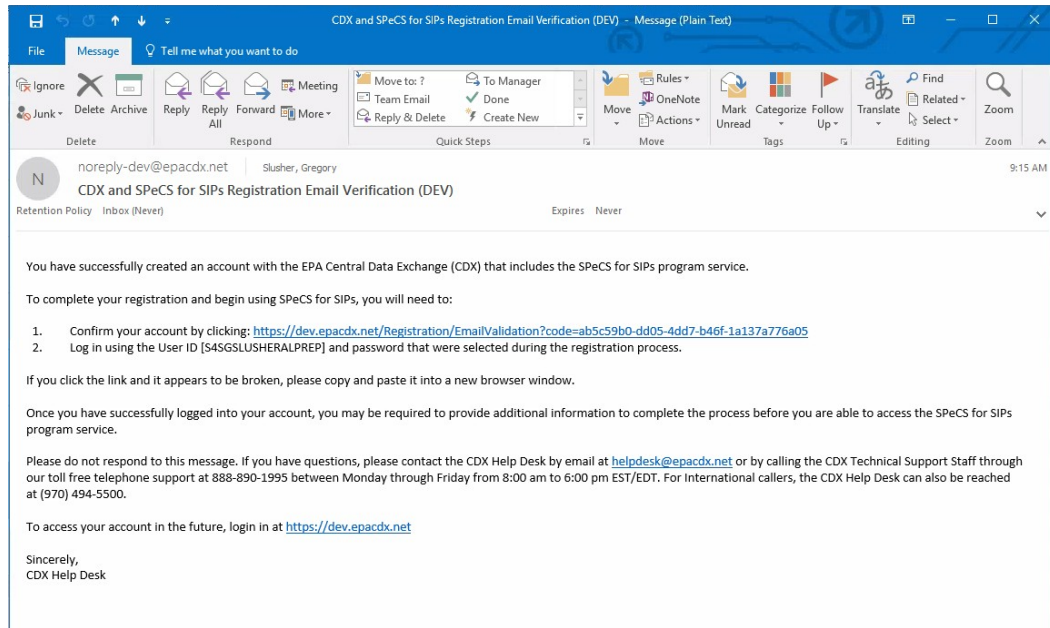 CDX and SPeCS for SIPs Registration Email Verification (DEV) - Message (Plain Text)
File Message Tell me what you want to do
Ignore Junk Delete Archive
Reply Reply All Forward Meeting More
Move to: ? To Manager
Team Email Done
Reply & Delete Create New
Move Rules OneNote Actions
Mark Unread Categorize Follow Up
Translate Find Related Select
Zoom
Delete Respond Quick Steps Move Tags Editing Zoom
N
noreply-dev@epacdx.net Slusher, Gregory 9:15 AM
CDX and SPeCS for SIPs Registration Email Verification (DEV)
Retention Policy Inbox (Never) Expires Never
You have successfully created an account with the EPA Central Data Exchange (CDX) that includes the SPeCS for SIPs program service.
To complete your registration and begin using SPeCS for SIPs, you will need to:
1. Confirm your account by clicking: https://dev.epacdx.net/Registration/EmailValidation?code=ab5c59b0-dd05-4dd7-b46f-1a137a776a05
2. Log in using the User ID [S4SGSLUSHERALPREP] and password that were selected during the registration process.
If you click the link and it appears to be broken, please copy and paste it into a new browser window.
Once you have successfully logged into your account, you may be required to provide additional information to complete the process before you are able to access the SPeCS for SIPs
program service.
Please do not respond to this message. If you have questions, please contact the CDX Help Desk by email at helpdesk@epacdx.net or by calling the CDX Technical Support Staff through
our toll free telephone support at 888-890-1995 between Monday through Friday from 8:00 am to 6:00 pm EST/EDT. For International callers, the CDX Help Desk can also be reached
at (970) 494-5500.
To access your account in the future, login in at https://dev.epacdx.net
Sincerely,
CDX Help Desk